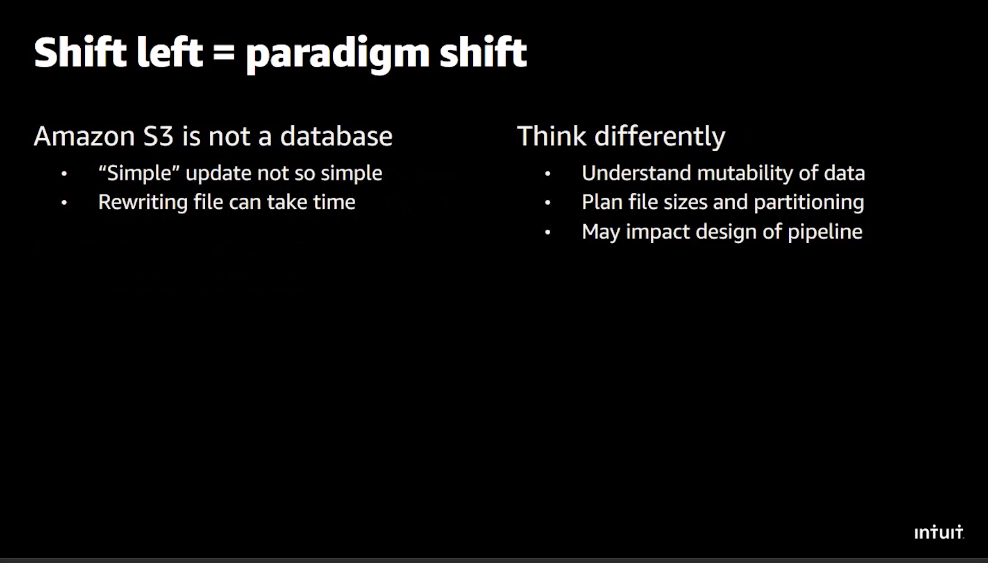 Shift left = paradigm shift
Amazon S3 is not a database
• “Simple” update not so simple
• Rewriting file can take time
Think differently
• Understand mutability of data
• Plan file sizes and partitioning
• May impact design of pipeline
INTUIT